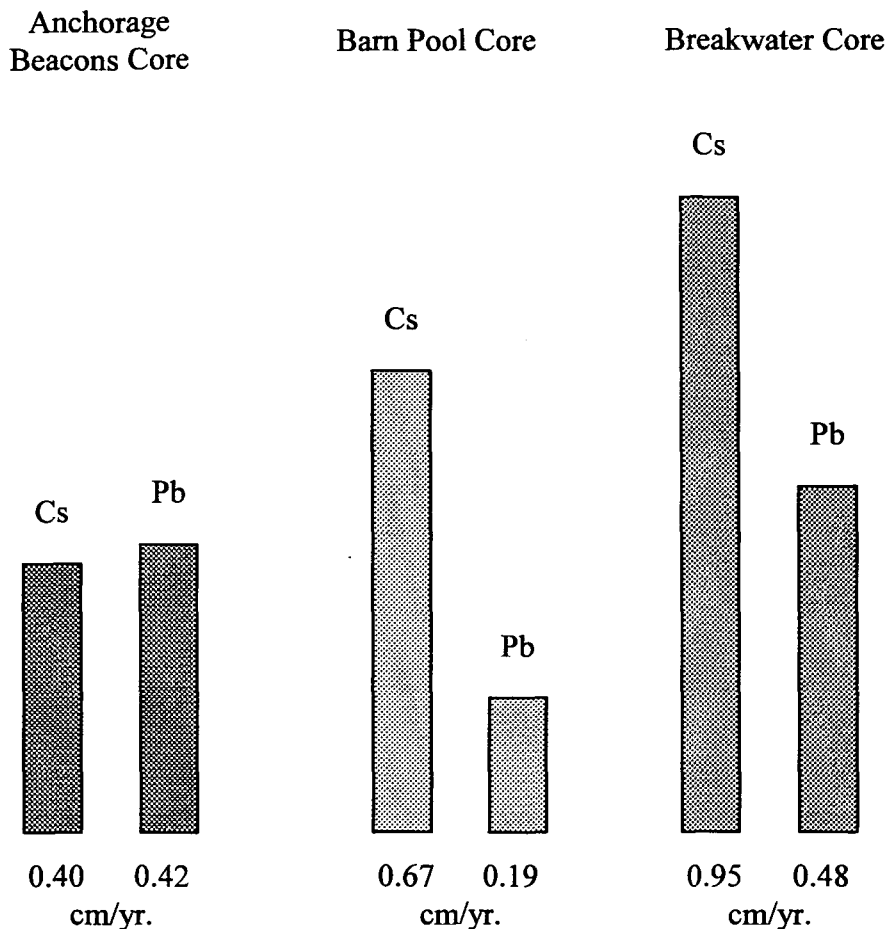 Anchorage
Beacons Core
Barn Pool Core
Breakwater Core
Cs
Cs
Pb
Cs
Pb
Pb
0.40 0.42
cm/yr.
0.67 0.19
cm/yr.
0.95 0.48
cm/yr.